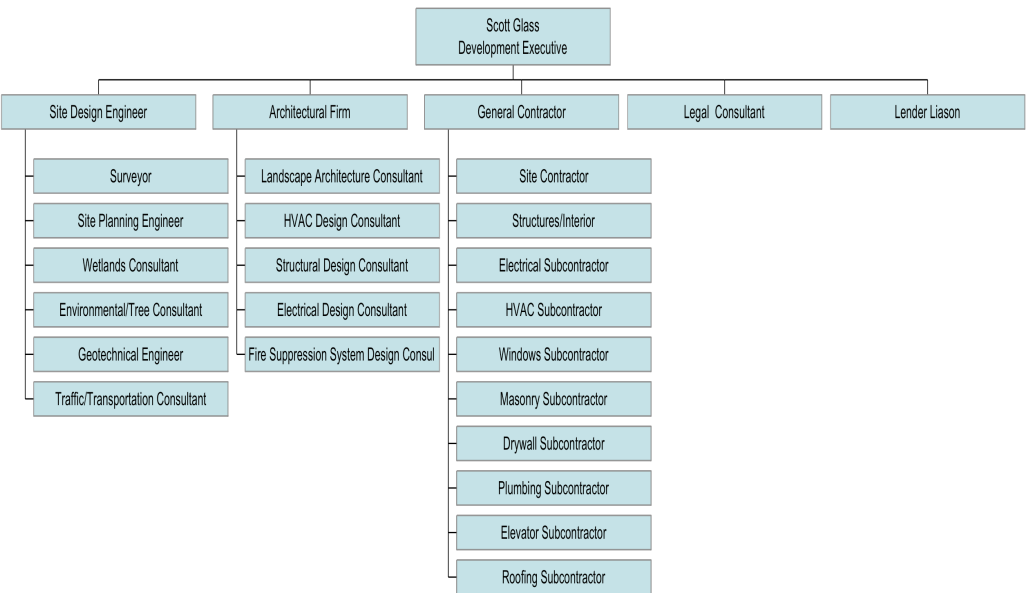 Scott Glass
Development Executive
Site Design Engineer
Architectural Firm
General Contractor
Legal Consultant
Lender Liason
Surveyor
Site Planning Engineer
Wetlands Consultant
Environmental/Tree Consultant
Geotechnical Engineer
Traffic/Transportation Consultant
Landscape Architecture Consultant
HVAC Design Consultant
Structural Design Consultant
Electrical Design Consultant
Fire Suppression System Design Consul
Site Contractor
Structures/Interior
Electrical Subcontractor
HVAC Subcontractor
Windows Subcontractor
Masonry Subcontractor
Drywall Subcontractor
Plumbing Subcontractor
Elevator Subcontractor
Roofing Subcontractor